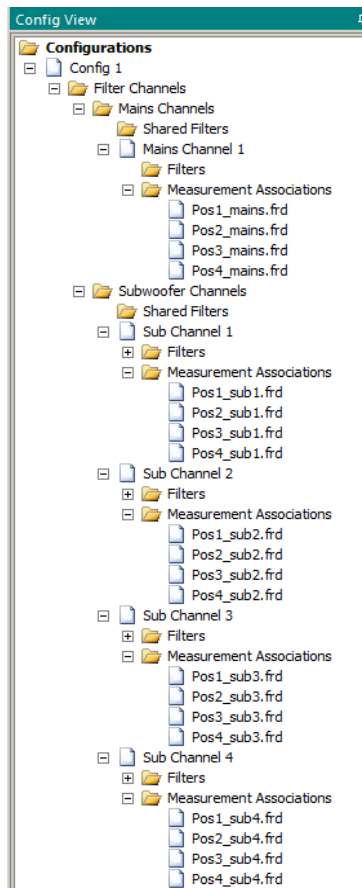 Config View
Configurations
Config 1
Filter Channels
Mains Channels
Shared Filters
Mains Channel 1
Filters
Measurement Associations
Pos1_mains.frd
Pos2_mains.frd
Pos3_mains.frd
Pos4_mains.frd
Subwoofer Channels
Shared Filters
Sub Channel 1
Filters
Measurement Associations
Pos1_sub1.frd
Pos2_sub1.frd
Pos3_sub1.frd
Pos4_sub1.frd
Sub Channel 2
Filters
Measurement Associations
Pos1_sub2.frd
Pos2_sub2.frd
Pos3_sub2.frd
Pos4_sub2.frd
Sub Channel 3
Filters
Measurement Associations
Pos1_sub3.frd
Pos2_sub3.frd
Pos3_sub3.frd
Pos4_sub3.frd
Sub Channel 4
Filters
Measurement Associations
Pos1_sub4.frd
Pos2_sub4.frd
Pos3_sub4.frd
Pos4_sub4.frd